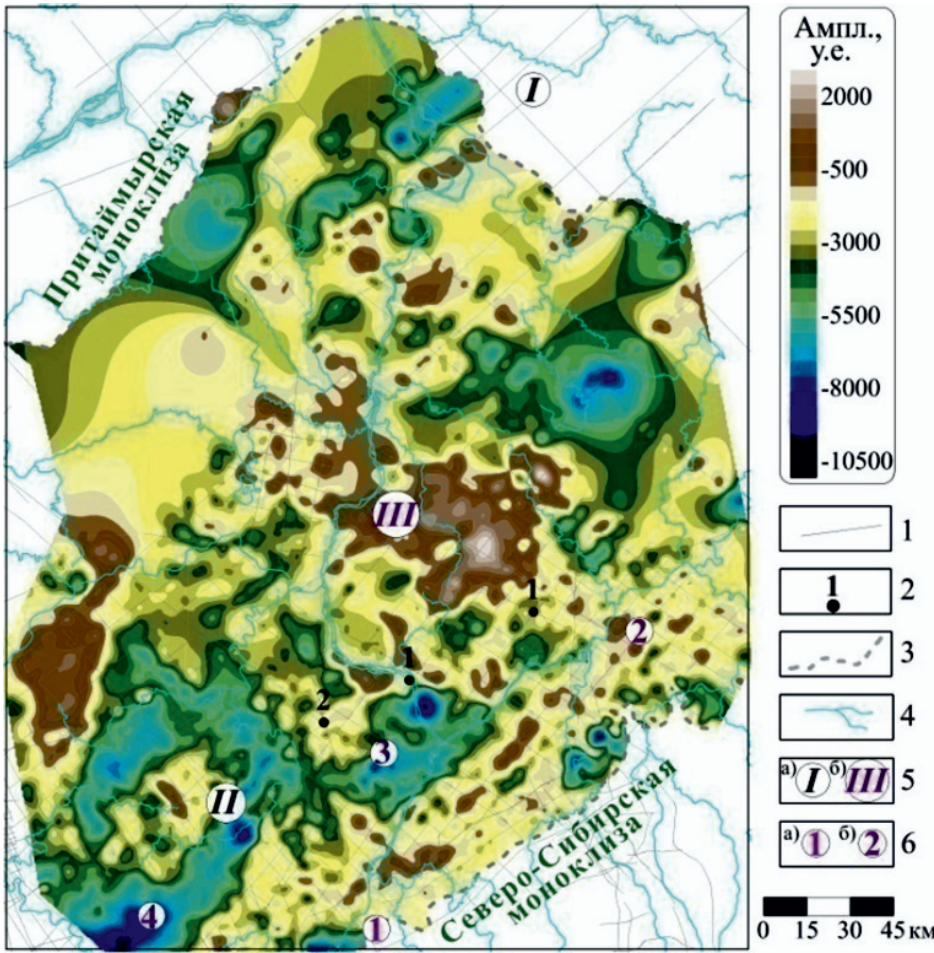 Ампл.,
у.е.
2000
-500
-3000
-5500
-8000
-10500
I
Притаймырская
моноклиза
III
1
2
1
2
3
II
4
1
Северо-Сибирская
моноклиза
1
1
2
3
4
а) I б) III 5
а) 1 б) 2 6
0 15 30 45 км